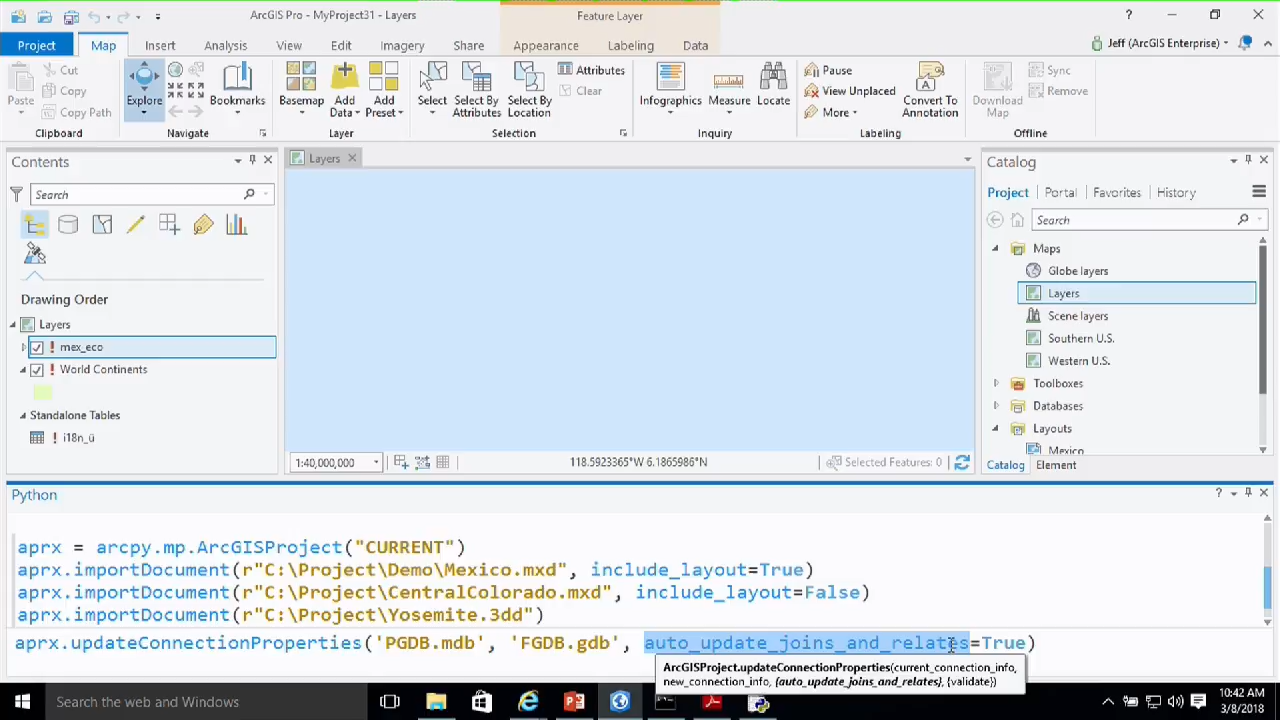 ArcGIS Pro - MyProject31 - Layers
Feature Layer
?
Project
Map
Insert
Analysis
View
Edit
Imagery
Share
Appearance
Labeling
Data
Jeff (ArcGIS Enterprise)
Paste
Cut
Copy
Copy Path
Clipboard
Explore
Bookmarks
Navigate
Basemap
Add Data
Add Preset
Layer
Select
Select By Attributes
Select By Location
Attributes
Clear
Selection
Infographics
Measure
Locate
Inquiry
Pause
View Unplaced
More
Convert To Annotation
Labeling
Download Map
Sync
Remove
Offline
Contents
Search
Drawing Order
Layers
! mex_eco
! World Continents
Standalone Tables
! i18n_ü
Layers
1:40,000,000
118.5923365°W 6.1865986°N
Selected Features: 0
Catalog
Project
Portal
Favorites
History
Search
Maps
Globe layers
Layers
Scene layers
Southern U.S.
Western U.S.
Toolboxes
Databases
Layouts
Mexico
Catalog
Element
Python
?
aprx = arcpy.mp.ArcGISProject("CURRENT")
aprx.importDocument(r"C:\Project\Demo\Mexico.mxd", include_layout=True)
aprx.importDocument(r"C:\Project\CentralColorado.mxd", include_layout=False)
aprx.importDocument(r"C:\Project\Yosemite.3dd")
aprx.updateConnectionProperties('PGDB.mdb', 'FGDB.gdb', auto_update_joins_and_relates=True)
ArcGISProject.updateConnectionProperties(current_connection_info,
new_connection_info, {auto_update_joins_and_relates}, {validate})
Search the web and Windows
10:42 AM
3/8/2018